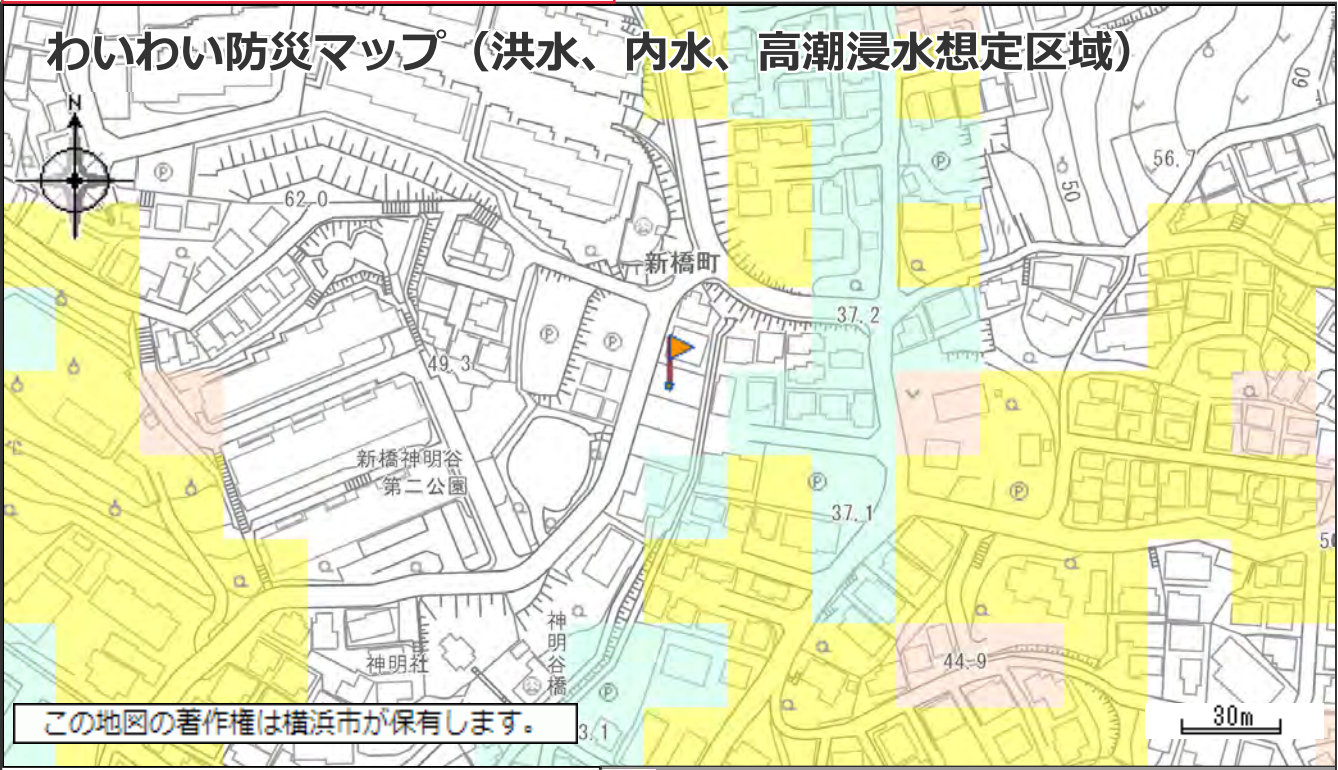 わいわい防災マップ（洪水、内水、高潮浸水想定区域）
N
60
P
P
56.7
50
62.0
新橋町
37.2
P
P
49.3
新橋神明谷
第二公園
P
P
37.1
神明谷橋
神明社
44.9
P
この地図の著作権は横浜市が保有します。
3.1
30m